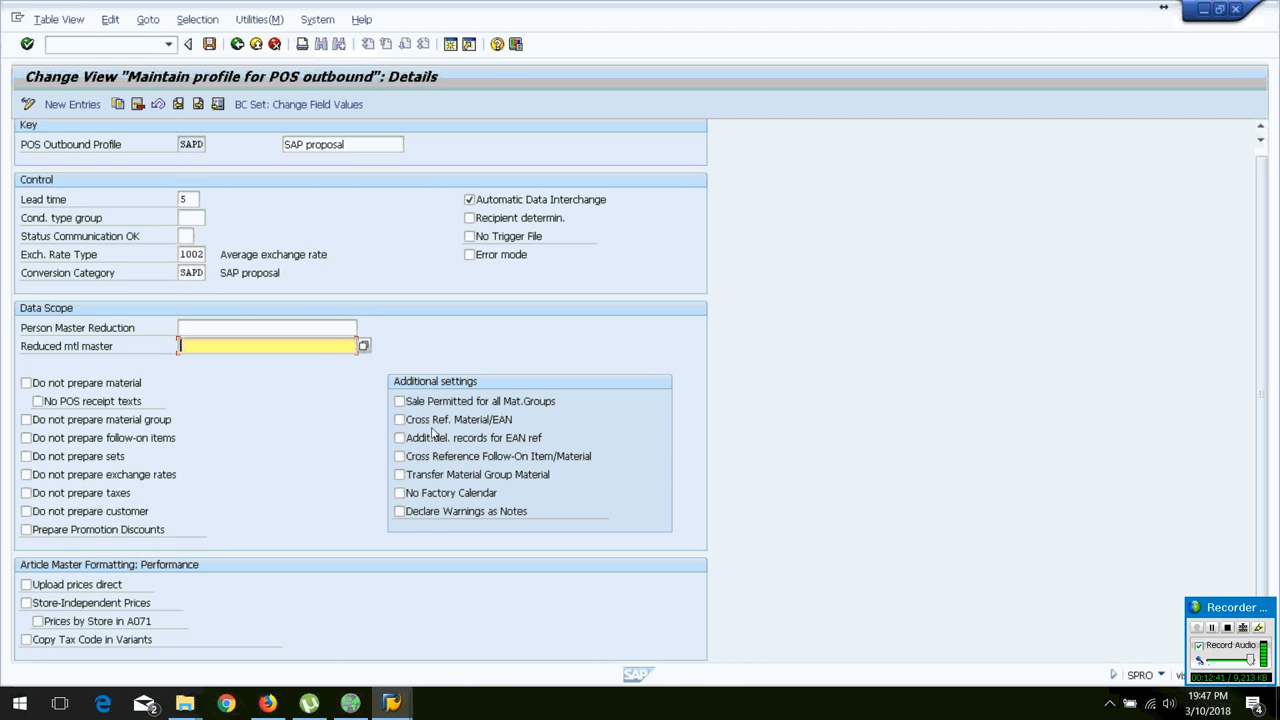 Table View Edit Goto Selection Utilities(M) System Help
Change View "Maintain profile for POS outbound": Details
New Entries BC Set: Change Field Values
Key
POS Outbound Profile SAPD SAP proposal
Control
Lead time 5 Automatic Data Interchange
Cond. type group Recipient determin.
Status Communication OK No Trigger File
Exch. Rate Type 1002 Average exchange rate Error mode
Conversion Category SAPD SAP proposal
Data Scope
Person Master Reduction
Reduced mtl master
Do not prepare material
No POS receipt texts
Do not prepare material group
Do not prepare follow-on items
Do not prepare sets
Do not prepare exchange rates
Do not prepare taxes
Do not prepare customer
Prepare Promotion Discounts
Additional settings
Sale Permitted for all Mat.Groups
Cross Ref. Material/EAN
records for EAN ref
Cross Reference Follow-On Item/Material
Transfer Material Group Material
No Factory Calendar
Declare Warnings as Notes
Article Master Formatting: Performance
Upload prices direct
Store-Independent Prices
Prices by Store in A071
Copy Tax Code in Variants
Recorder ...
Record Audio
00:12:41 / 9,213 KB
SAP
SPRO
19:47 PM
3/10/2018